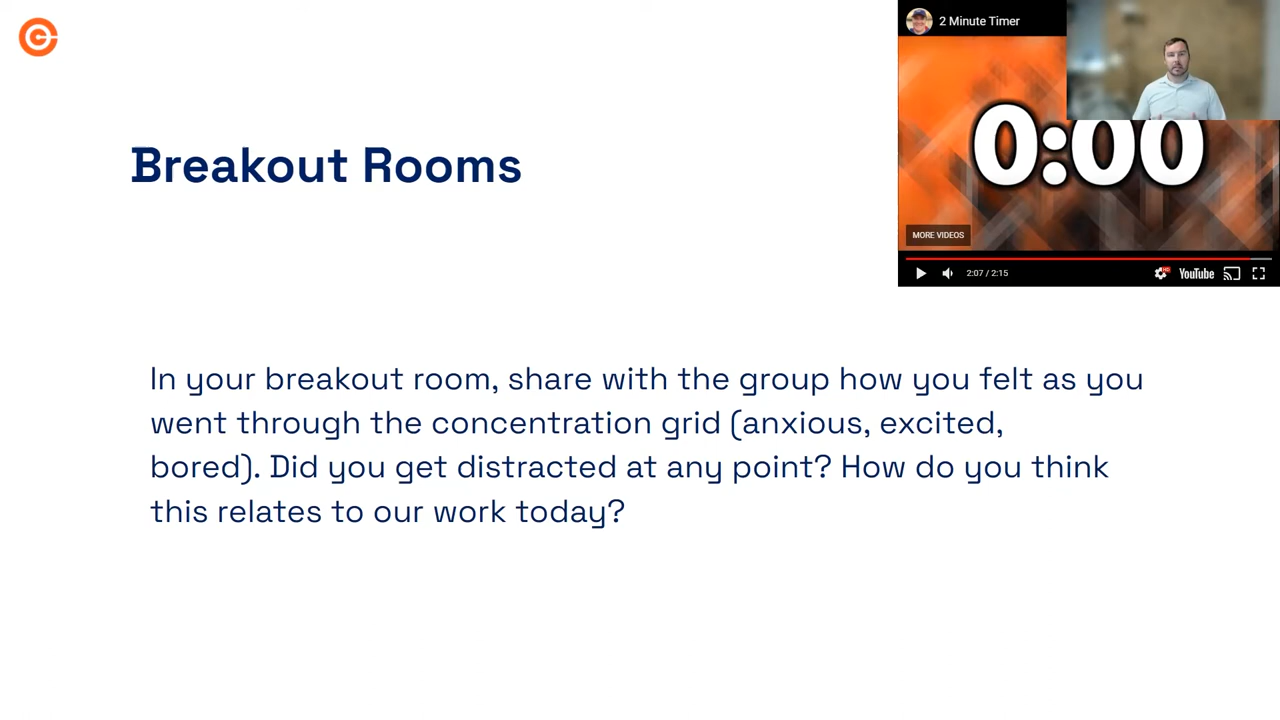 2 Minute Timer
0:00
MORE VIDEOS
2:07 / 2:15
HD
YouTube
Breakout Rooms
In your breakout room, share with the group how you felt as you
went through the concentration grid (anxious, excited,
bored). Did you get distracted at any point? How do you think
this relates to our work today?